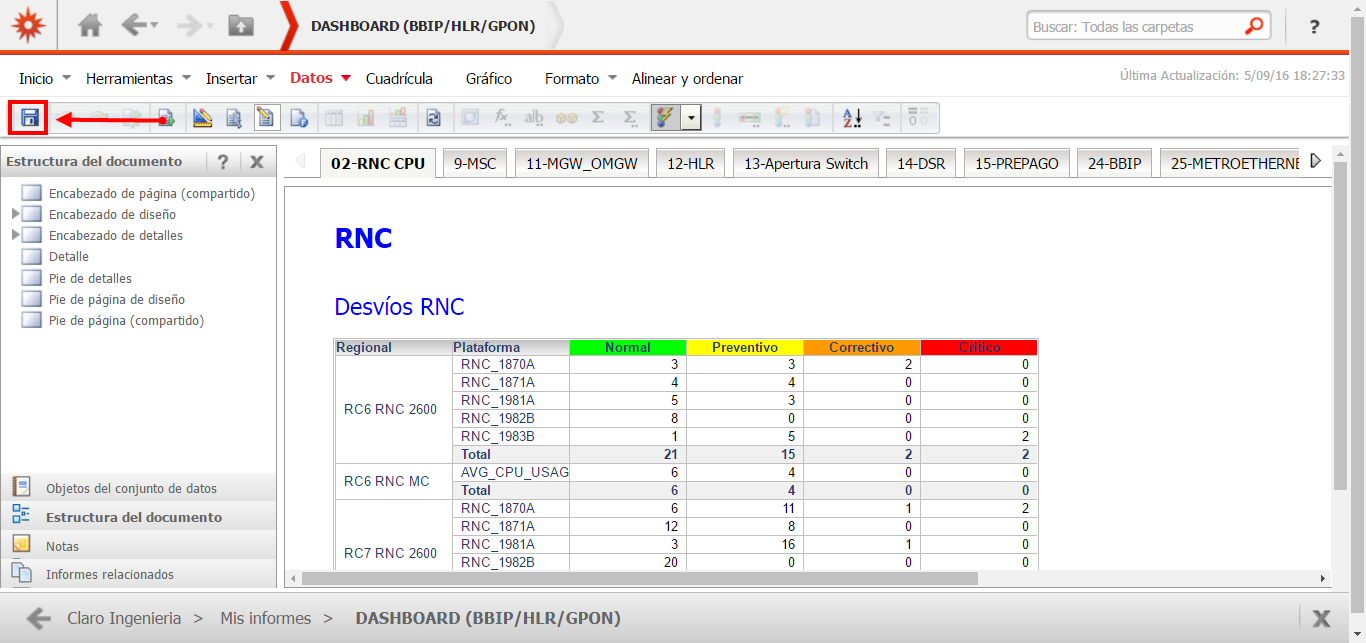 DASHBOARD (BBIP/HLR/GPON)
Buscar: Todas las carpetas
?
Inicio Herramientas Insertar Datos Cuadrícula Gráfico Formato Alinear y ordenar
Última Actualización: 5/09/16 18:27:33
Estructura del documento ? X
02-RNC CPU 9-MSC 11-MGW_OMGW 12-HLR 13-Apertura Switch 14-DSR 15-PREPAGO 24-BBIP 25-METROETHERNE
Encabezado de página (compartido)
Encabezado de diseño
Encabezado de detalles
Detalle
Pie de detalles
Pie de página de diseño
Pie de página (compartido)
Objetos del conjunto de datos
Estructura del documento
Notas
Informes relacionados
RNC
Desvíos RNC
Regional Plataforma Normal Preventivo Correctivo Critico
RC6 RNC 2600
RNC_1870A 3 3 2 0
RNC_1871A 4 4 0 0
RNC_1981A 5 3 0 0
RNC_1982B 8 0 0 0
RNC_1983B 1 5 0 2
Total 21 15 2 2
RC6 RNC MC
AVG_CPU_USAG 6 4 0 0
Total 6 4 0 0
RC7 RNC 2600
RNC_1870A 6 11 1 2
RNC_1871A 12 8 0 0
RNC_1981A 3 16 1 0
RNC_1982B 20 0 0 0
Claro Ingenieria > Mis informes > DASHBOARD (BBIP/HLR/GPON) X